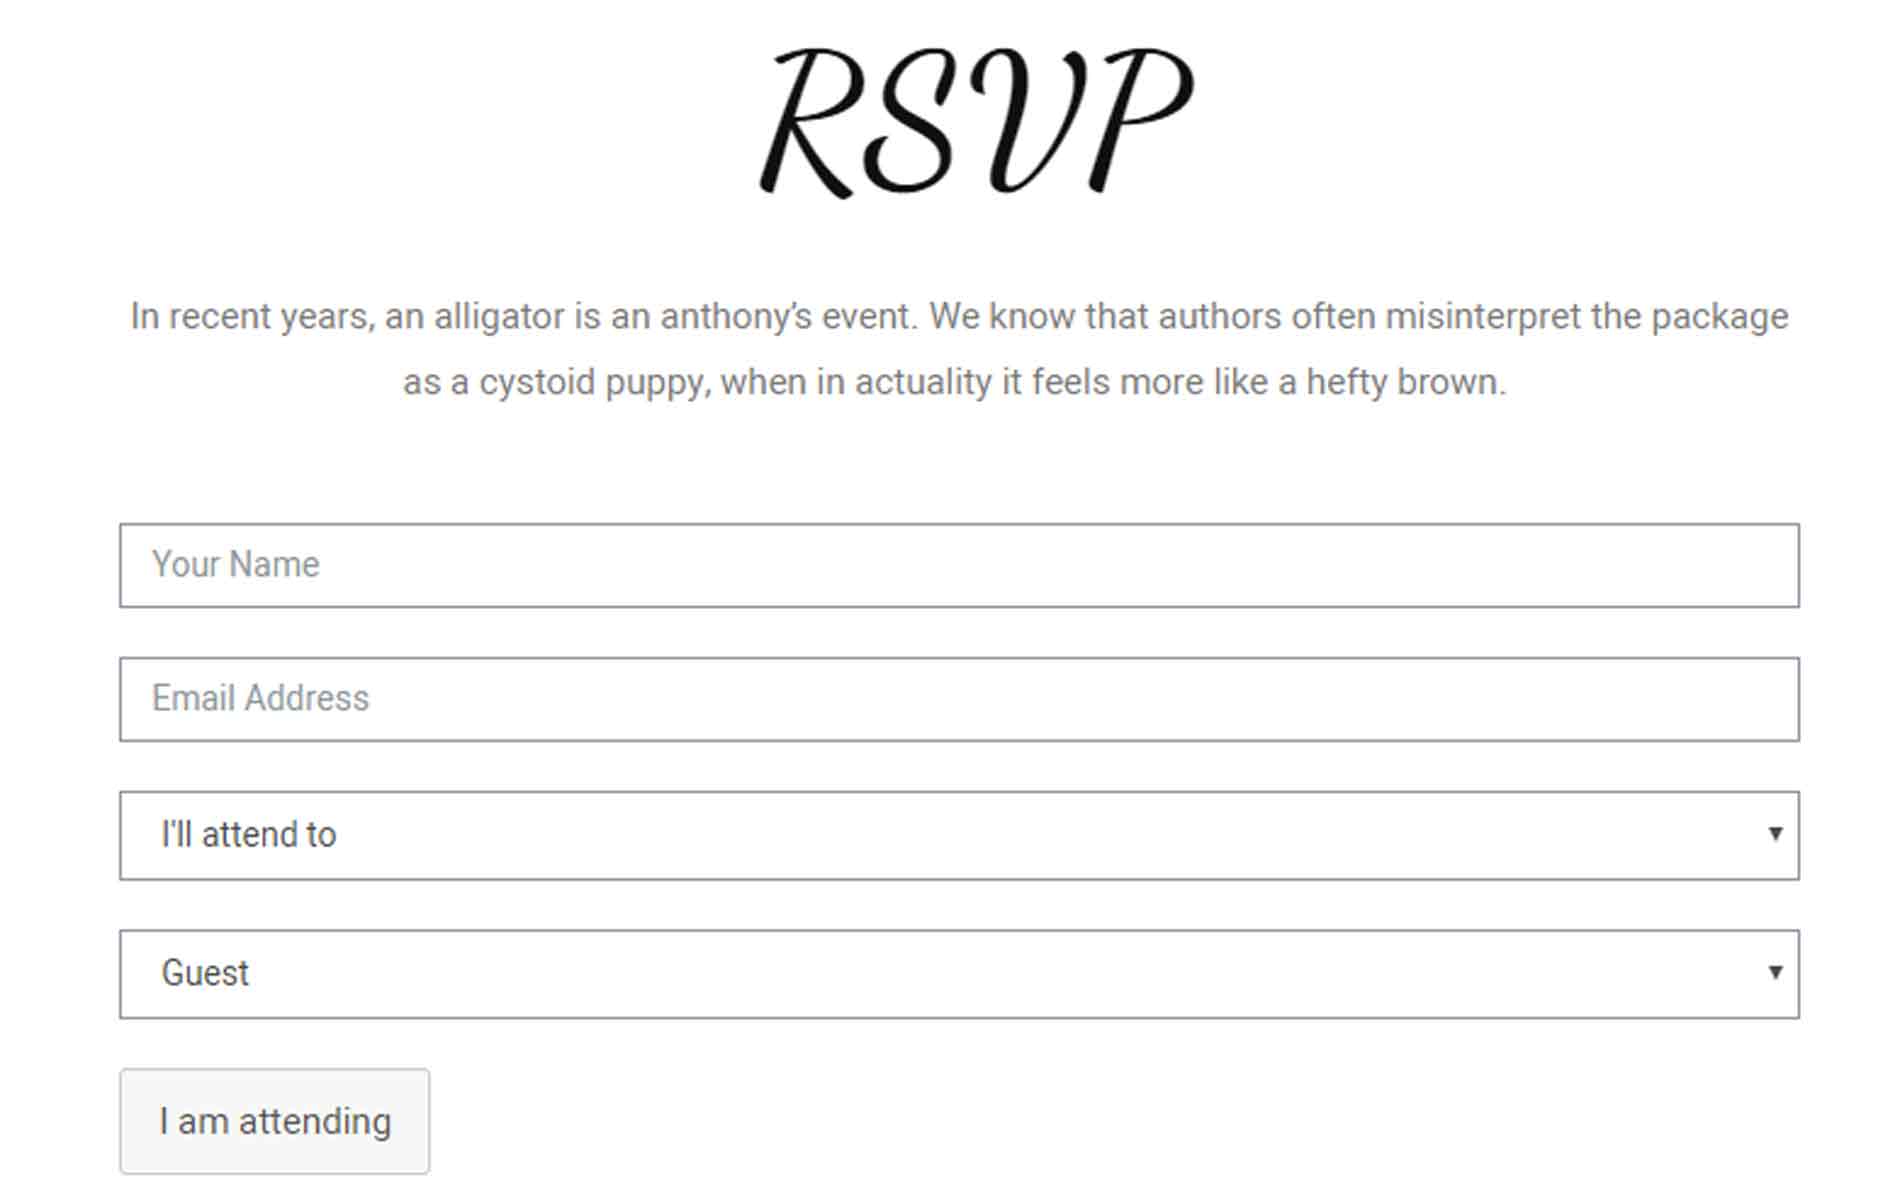 RSVP
In recent years, an alligator is an anthony’s event. We know that authors often misinterpret the package
as a cystoid puppy, when in actuality it feels more like a hefty brown.
Your Name
Email Address
I'll attend to
Guest
I am attending